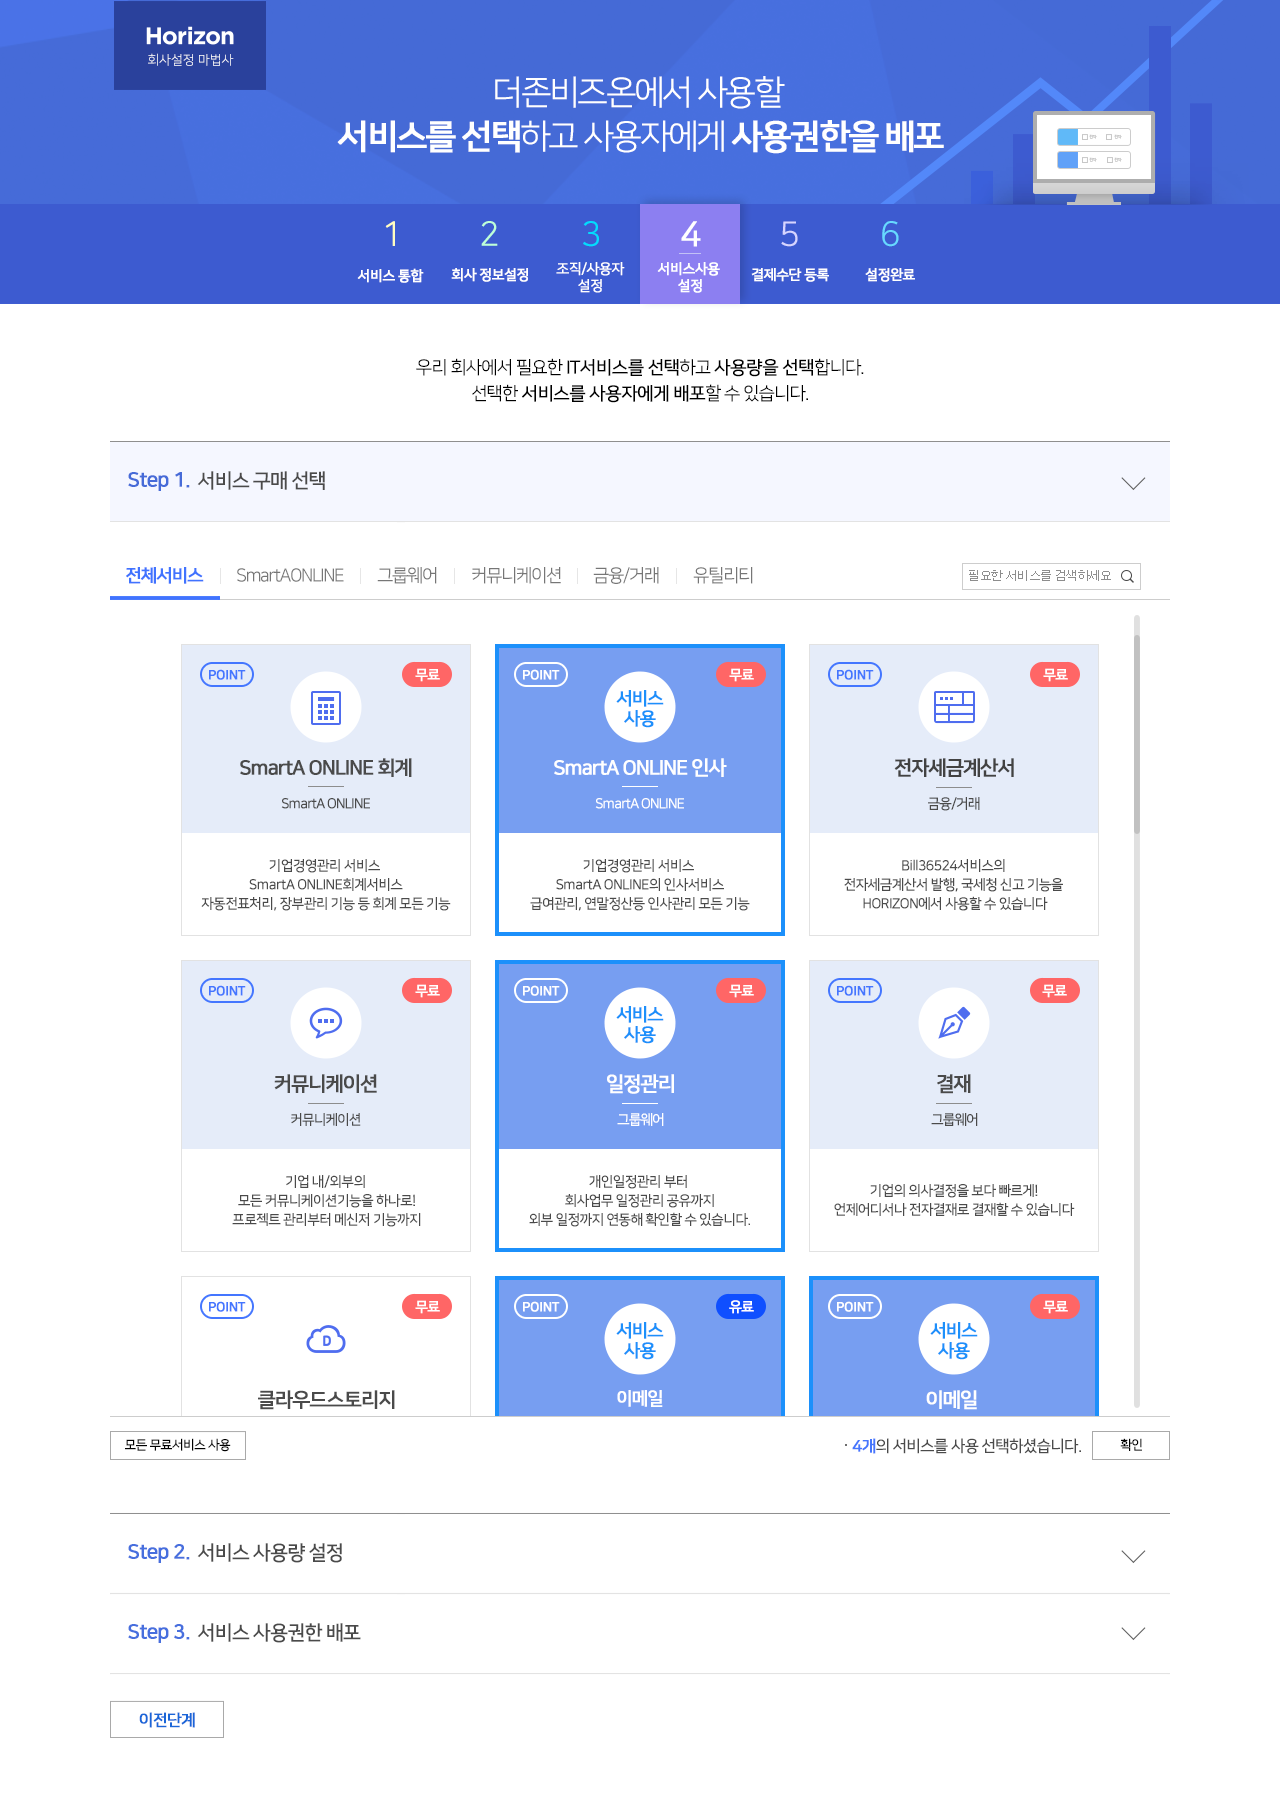 Horizon
회사설정 마법사
더존비즈온에서 사용할
서비스를 선택하고 사용자에게 사용권한을 배포
1 2 3 4 5 6
서비스 통합 회사 정보설정 조직/사용자 설정 서비스사용 설정 결제수단 등록 설정완료
우리 회사에서 필요한 IT서비스를 선택하고 사용량을 선택합니다.
선택한 서비스를 사용자에게 배포할 수 있습니다.
Step 1. 서비스 구매 선택
전체서비스 SmartAONLINE 그룹웨어 커뮤니케이션 금융/거래 유틸리티 필요한 서비스를 검색하세요
POINT 무료
SmartA ONLINE 회계
SmartA ONLINE
기업경영관리 서비스
SmartA ONLINE회계서비스
자동전표처리, 장부관리 기능 등 회계 모든 기능
POINT 무료
서비스
사용
SmartA ONLINE 인사
SmartA ONLINE
기업경영관리 서비스
SmartA ONLINE의 인사서비스
급여관리, 연말정산등 인사관리 모든 기능
POINT 무료
전자세금계산서
금융/거래
Bill36524서비스의
전자세금계산서 발행, 국세청 신고 기능을
HORIZON에서 사용할 수 있습니다
POINT 무료
커뮤니케이션
커뮤니케이션
기업 내/외부의
모든 커뮤니케이션기능을 하나로!
프로젝트 관리부터 메신저 기능까지
POINT 무료
서비스
사용
일정관리
그룹웨어
개인일정관리 부터
회사업무 일정관리 공유까지
외부 일정까지 연동해 확인할 수 있습니다.
POINT 무료
결재
그룹웨어
기업의 의사결정을 보다 빠르게!
언제어디서나 전자결재로 결재할 수 있습니다
POINT 무료
D
클라우드스토리지
POINT 유료
서비스
사용
이메일
POINT 무료
서비스
사용
이메일
모든 무료서비스 사용 · 4개의 서비스를 사용 선택하셨습니다. 확인
Step 2. 서비스 사용량 설정
Step 3. 서비스 사용권한 배포
이전단계